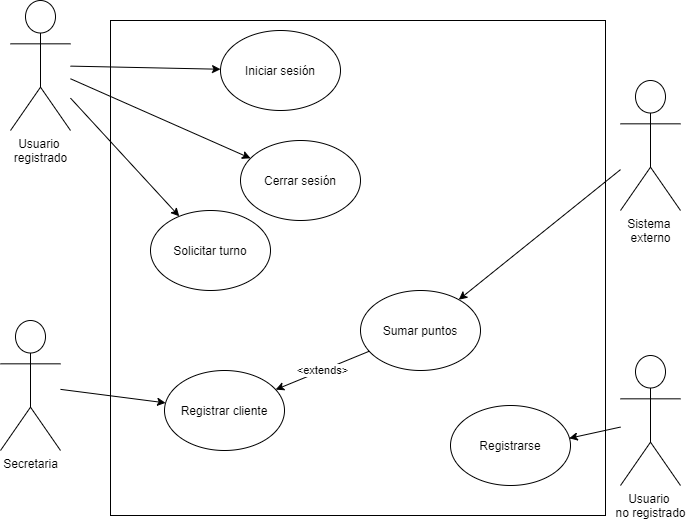 Iniciar sesión
Usuario
registrado
Cerrar sesión
Sistema
externo
Solicitar turno
Sumar puntos
<extends>
Registrar cliente
Secretaria
Registrarse
Usuario
no registrado